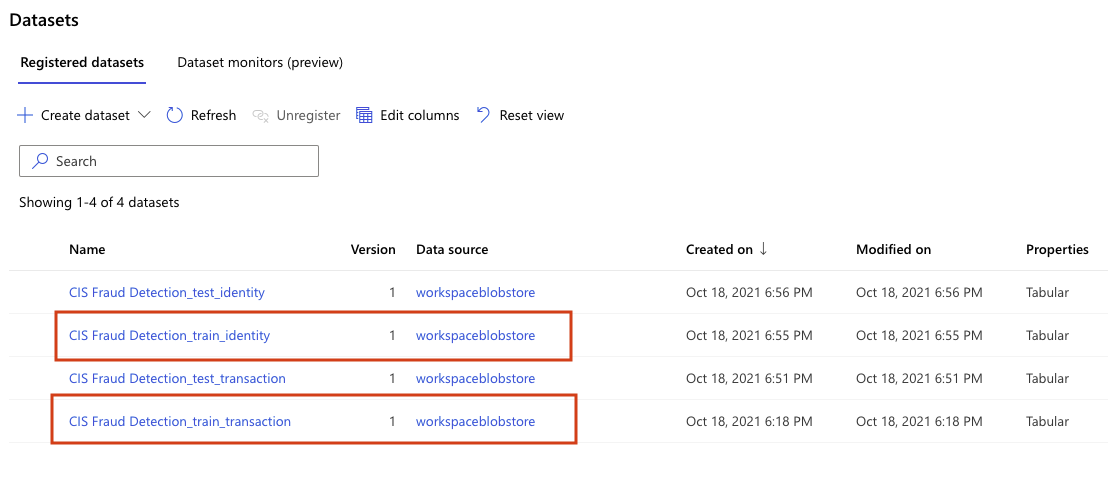 Datasets
Registered datasets Dataset monitors (preview)
Create dataset Refresh Unregister Edit columns Reset view
Search
Showing 1-4 of 4 datasets
Name Version Data source Created on Modified on Properties
CIS Fraud Detection_test_identity 1 workspaceblobstore Oct 18, 2021 6:56 PM Oct 18, 2021 6:56 PM Tabular
CIS Fraud Detection_train_identity 1 workspaceblobstore Oct 18, 2021 6:55 PM Oct 18, 2021 6:55 PM Tabular
CIS Fraud Detection_test_transaction 1 workspaceblobstore Oct 18, 2021 6:51 PM Oct 18, 2021 6:51 PM Tabular
CIS Fraud Detection_train_transaction 1 workspaceblobstore Oct 18, 2021 6:18 PM Oct 18, 2021 6:18 PM Tabular